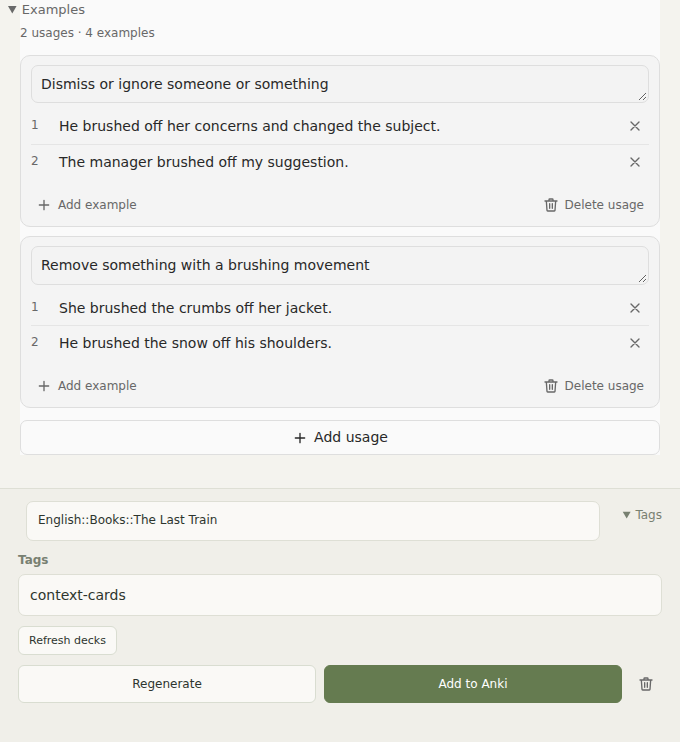 Examples
2 usages · 4 examples
Dismiss or ignore someone or something
1 He brushed off her concerns and changed the subject.
2 The manager brushed off my suggestion.
Add example Delete usage
Remove something with a brushing movement
1 She brushed the crumbs off her jacket.
2 He brushed the snow off his shoulders.
Add example Delete usage
Add usage
English::Books::The Last Train Tags
Tags
context-cards
Refresh decks
Regenerate Add to Anki